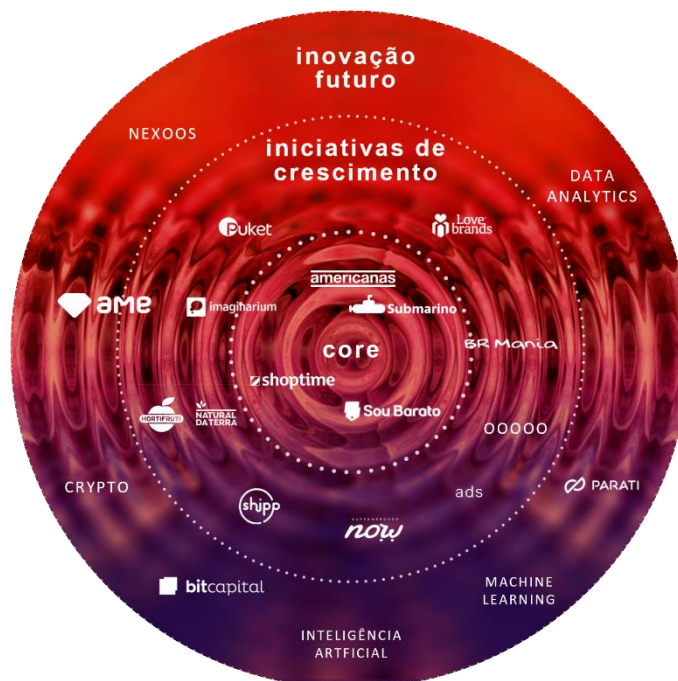 inovação
futuro
NEXOOS
iniciativas de
crescimento
DATA
ANALYTICS
Puket
Love
brands
americanas
ame
imaginarium
Submarino
core
BR Mania
shoptime
Sou Barato
HORTIFRUTI
NATURAL
DATERRA
OOOOO
CRYPTO
shipp
ads
PARATI
SUPERMERCADO
now
bitcapital
MACHINE
LEARNING
INTELIGÊNCIA
ARTFICIAL